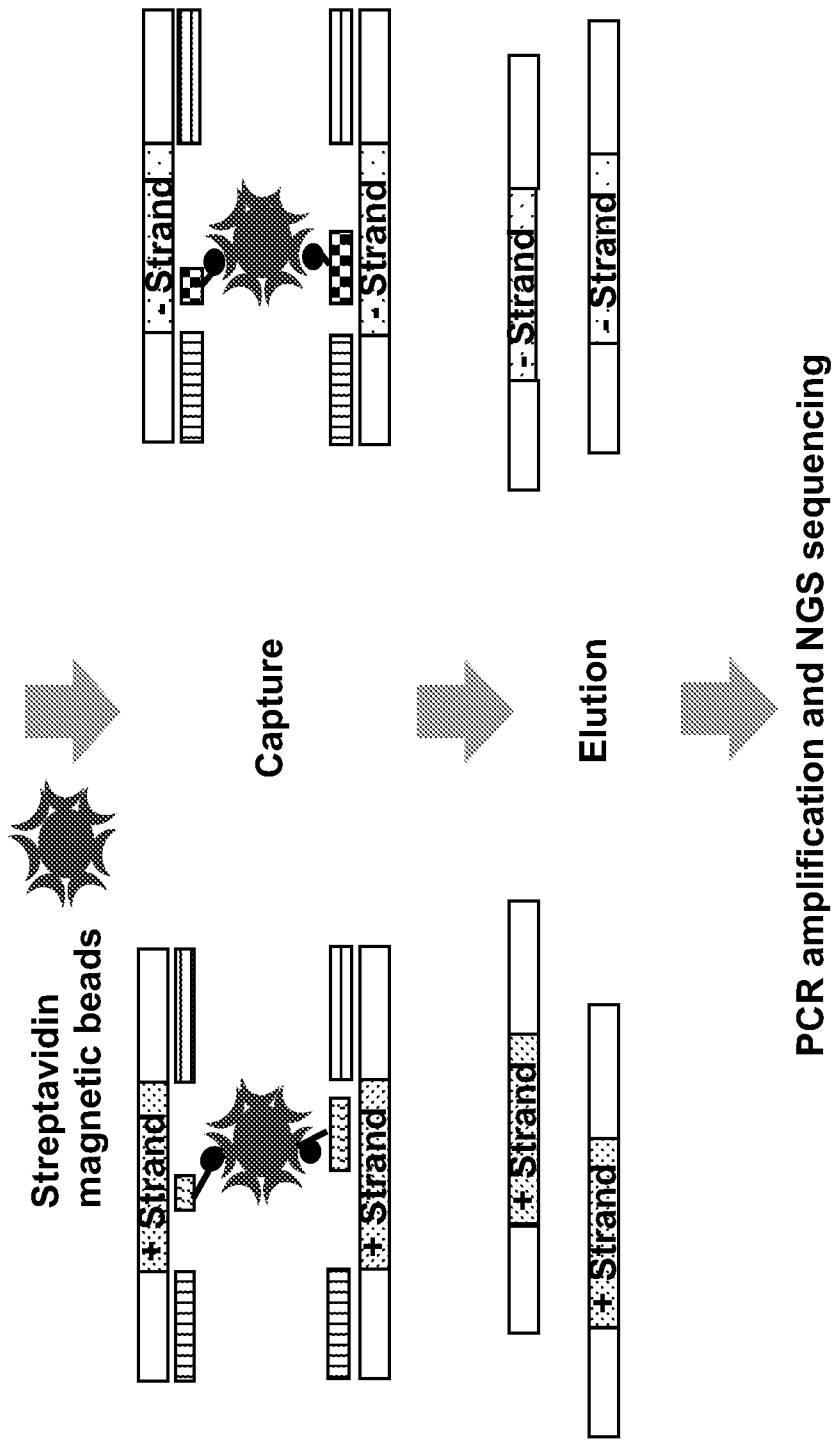 Streptavidin
magnetic beads
+ Strand
- Strand
Capture
+ Strand
- Strand
+ Strand
- Strand
+ Strand
Elution
- Strand
PCR amplification and NGS sequencing